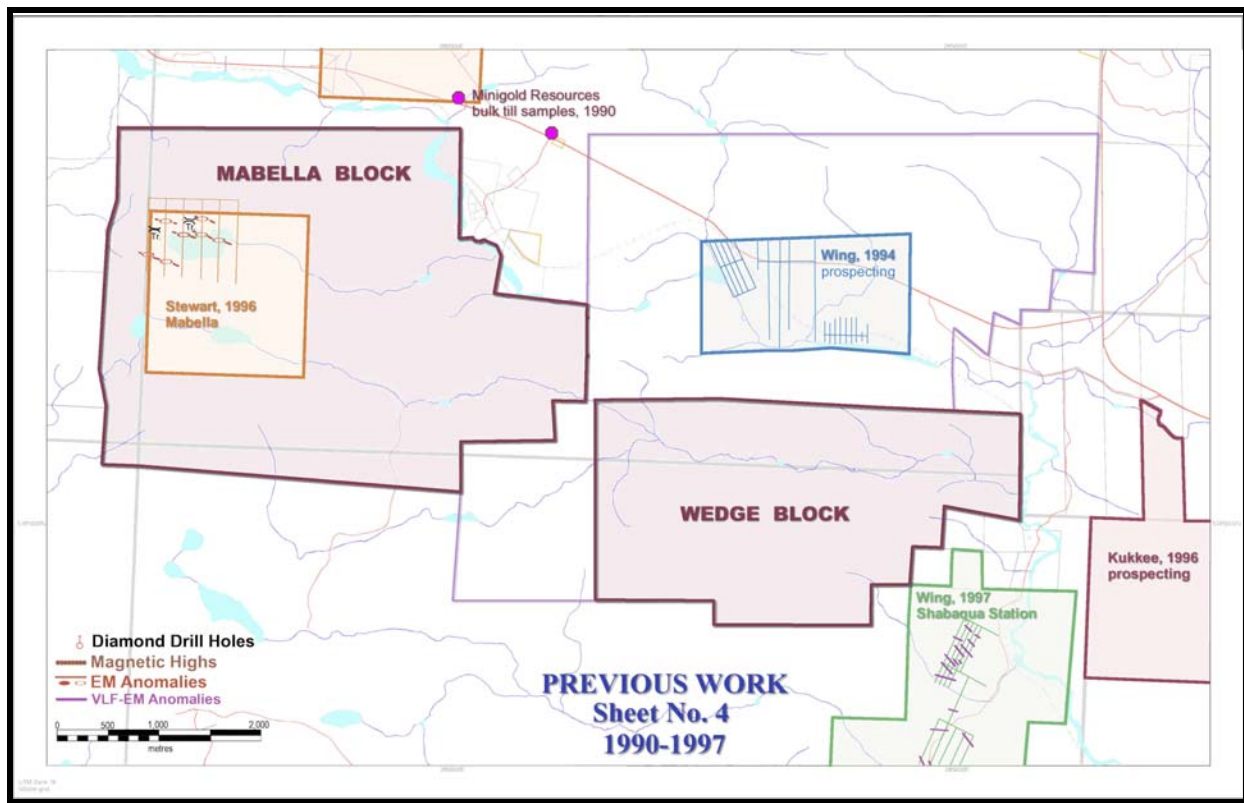 Minigold Resources
bulk till samples, 1990
MABELLA BLOCK
Wing, 1994
prospecting
Stewart, 1996
Mabella
WEDGE BLOCK
Kukkee, 1996
prospecting
Wing, 1997
Shabaqua Station
Diamond Drill Holes
Magnetic Highs
EM Anomalies
VLF-EM Anomalies
0 500 1,000 2,000
metres
PREVIOUS WORK
Sheet No. 4
1990-1997